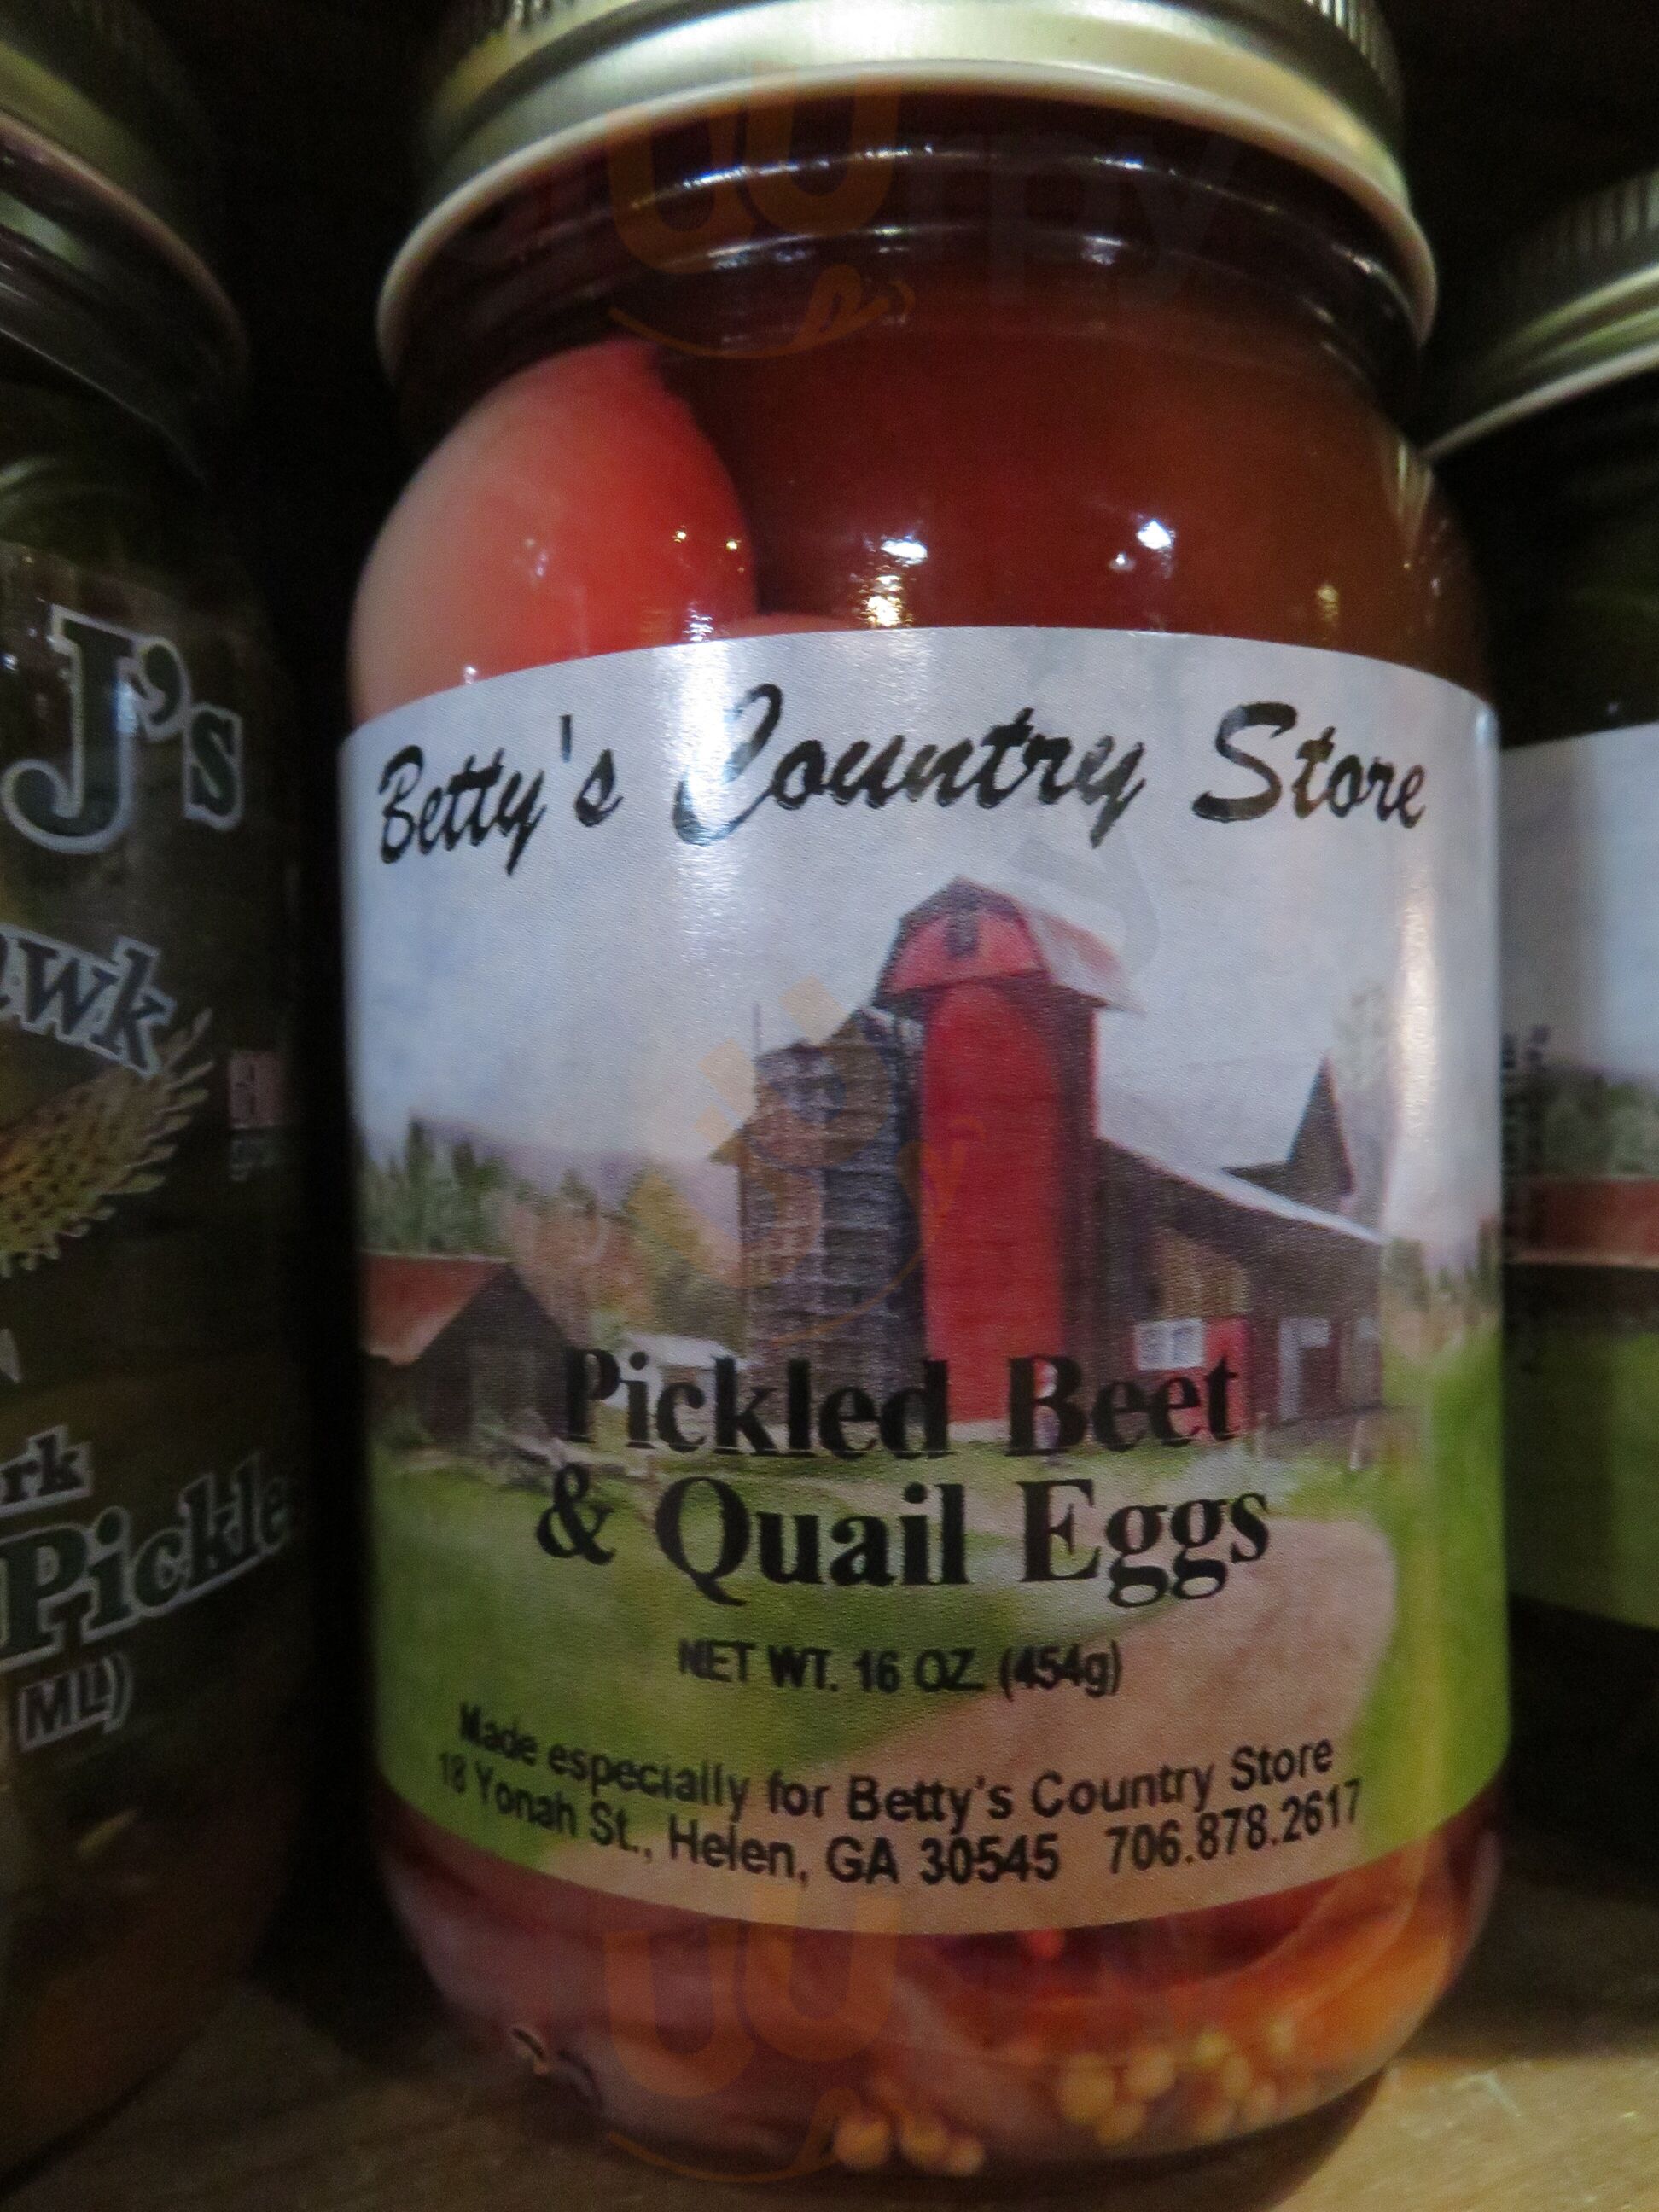 Betty's Country Store
Pickled Beet
& Quail Eggs
NET WT. 16 OZ. (454g)
Made especially for Betty's Country Store
18 Yonah St., Helen, GA 30545 706.878.2617
J's
Pickle
ML)